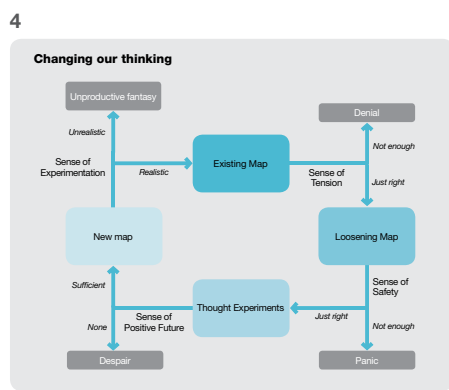 4
Changing our thinking
Unproductive fantasy
Denial
Unrealistic
Not enough
Sense of
Experimentation
Realistic
Existing Map
Sense of
Tension
Just right
New map
Loosening Map
Sufficient
Sense of
Safety
None
Sense of
Positive Future
Thought Experiments
Just right
Not enough
Despair
Panic